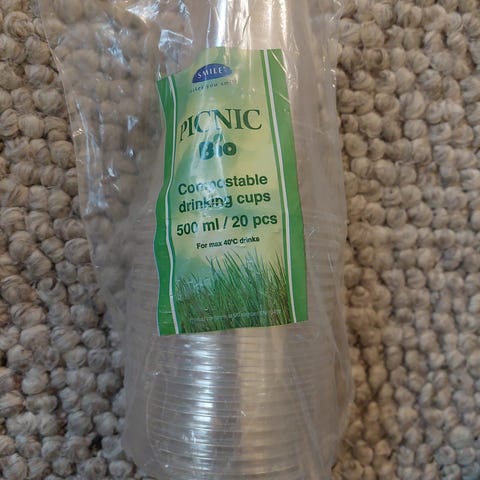 SMILE
PICNIC
Bio
Compostable
drinking cups
500 ml / 20 pcs
For max 40°C drinks